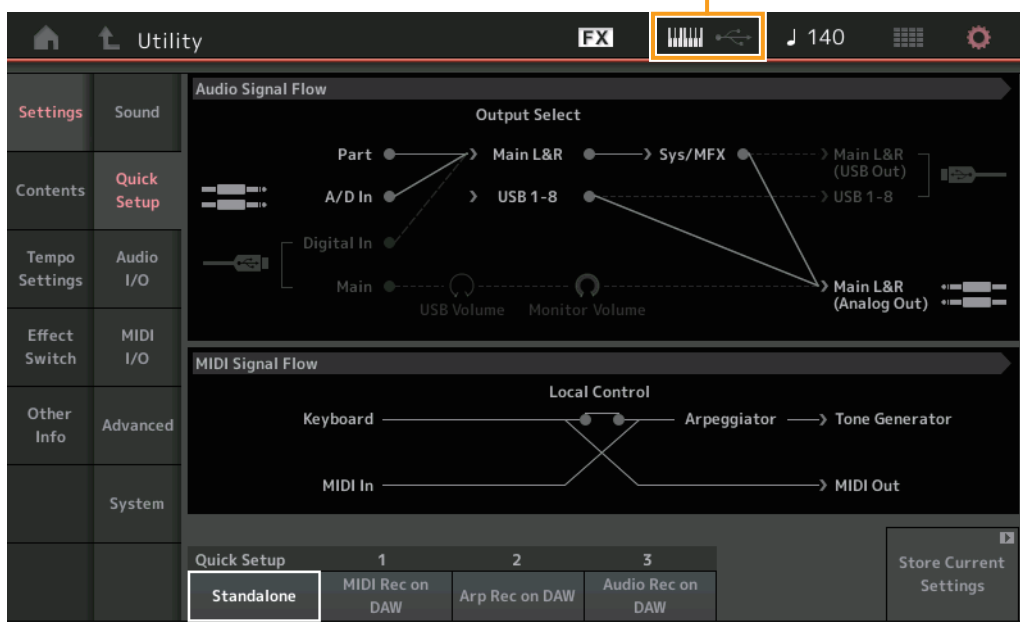 Utility
FX
140
Settings
Sound
Contents
Quick
Setup
Tempo
Settings
Audio
I/O
Effect
Switch
MIDI
I/O
Other
Info
Advanced
System
Audio Signal Flow
Output Select
Part
Main L&R
Sys/MFX
Main L&R
(USB Out)
A/D In
USB 1-8
USB 1-8
Digital In
Main
USB Volume
Monitor Volume
Main L&R
(Analog Out)
MIDI Signal Flow
Local Control
Keyboard
Arpeggiator
Tone Generator
MIDI In
MIDI Out
Quick Setup
1
2
3
Standalone
MIDI Rec on
DAW
Arp Rec on DAW
Audio Rec on
DAW
Store Current
Settings